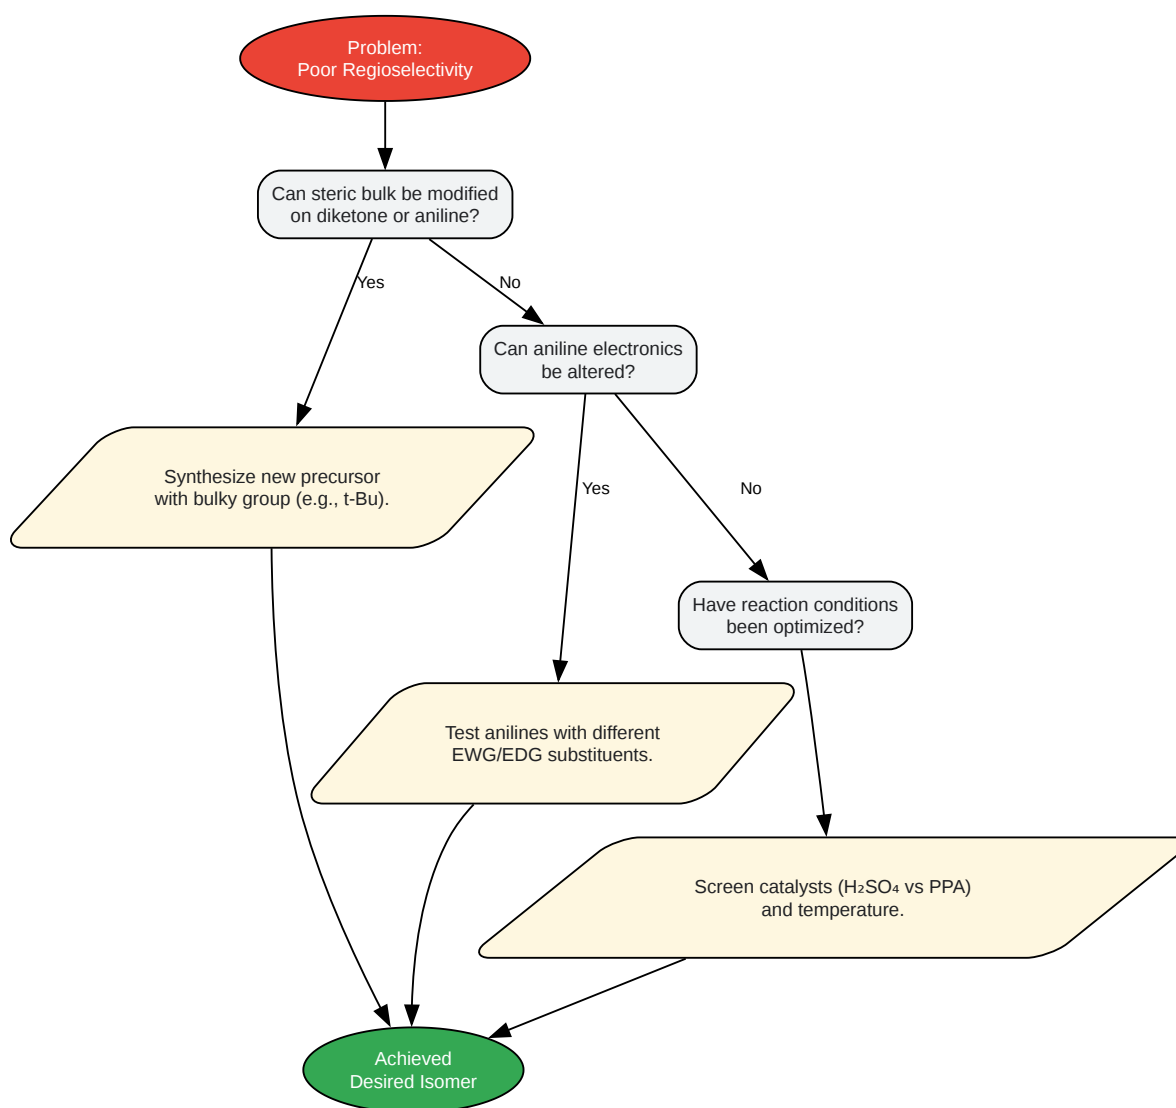 Problem:
Poor Regioselectivity
Can steric bulk be modified
on diketone or aniline?
Yes
No
Can aniline electronics
be altered?
Synthesize new precursor
with bulky group (e.g., t-Bu).
Yes
No
Have reaction conditions
been optimized?
Test anilines with different
EWG/EDG substituents.
Screen catalysts (H₂SO₄ vs PPA)
and temperature.
Achieved
Desired Isomer